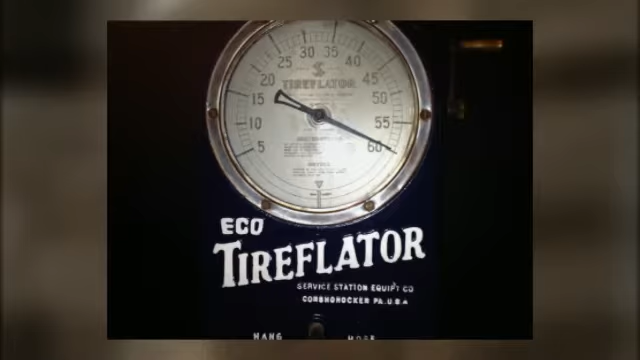 25 30 35
20 40
TIREFLATOR 45
15 50
10 55
5 60
ECO
TIREFLATOR
SERVICE STATION EQUIP'T CO
CONSHOHOCKEN PA. U.S.A
HANG HOSE